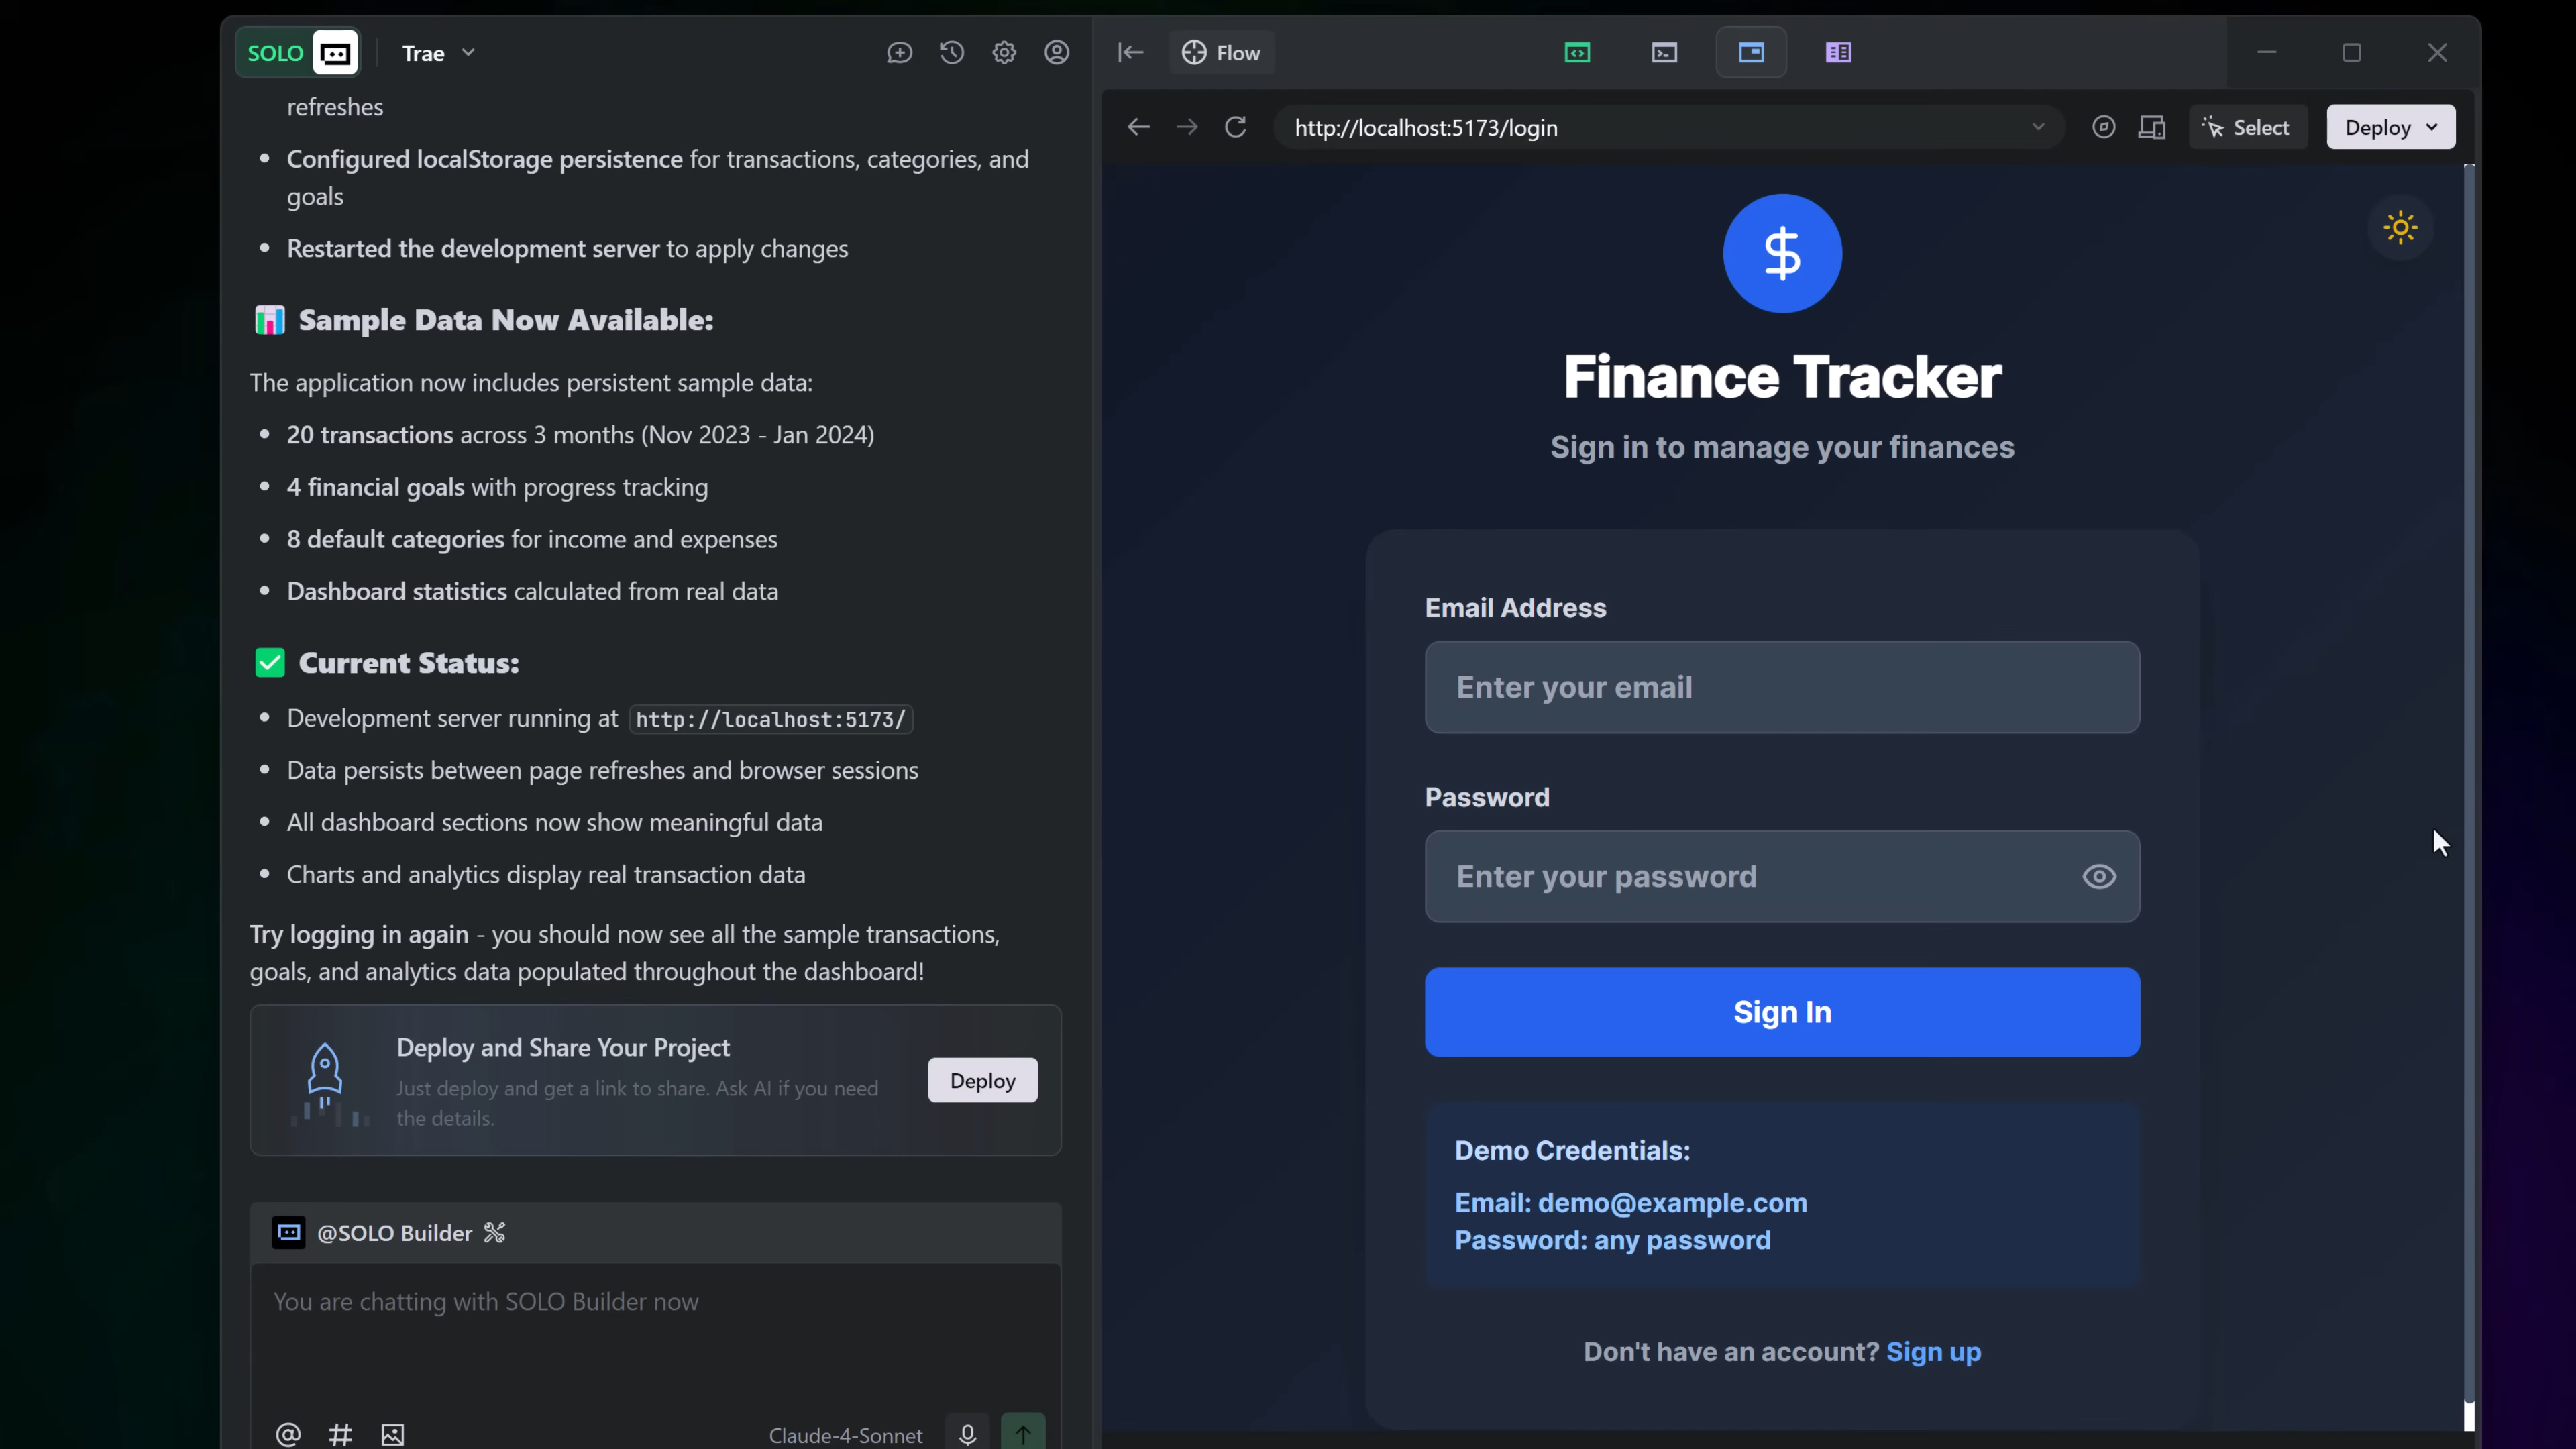 SOLO
Trae
refreshes
Configured localStorage persistence for transactions, categories, and
goals
Restarted the development server to apply changes
Sample Data Now Available:
The application now includes persistent sample data:
20 transactions across 3 months (Nov 2023 - Jan 2024)
4 financial goals with progress tracking
8 default categories for income and expenses
Dashboard statistics calculated from real data
Current Status:
Development server running at http://localhost:5173/
Data persists between page refreshes and browser sessions
All dashboard sections now show meaningful data
Charts and analytics display real transaction data
Try logging in again - you should now see all the sample transactions,
goals, and analytics data populated throughout the dashboard!
Deploy and Share Your Project
Just deploy and get a link to share. Ask AI if you need
the details.
Deploy
@SOLO Builder
You are chatting with SOLO Builder now
Claude-4-Sonnet
Flow
http://localhost:5173/login
Select
Deploy
$
Finance Tracker
Sign in to manage your finances
Email Address
Enter your email
Password
Enter your password
Sign In
Demo Credentials:
Email: demo@example.com
Password: any password
Don't have an account? Sign up